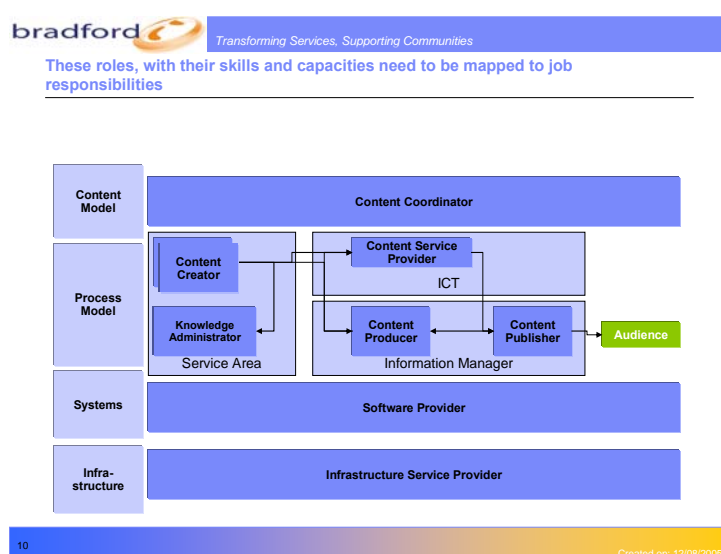 bradford
Transforming Services, Supporting Communities
These roles, with their skills and capacities need to be mapped to job
responsibilities
Content
Model
Content Coordinator
Process
Model
Content
Creator
Knowledge
Administrator
Service Area
Content Service
Provider
ICT
Content
Producer
Content
Publisher
Information Manager
Audience
Systems
Software Provider
Infra-
structure
Infrastructure Service Provider
10
Created on: